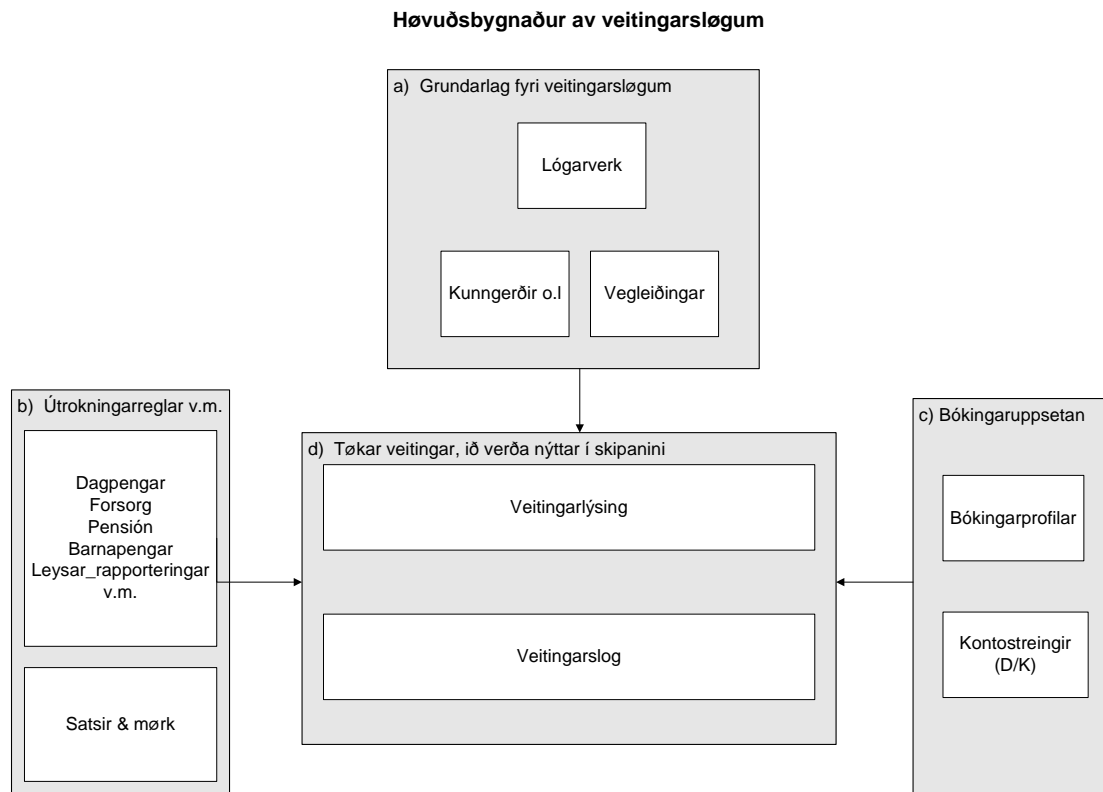 Høvuðsbygnaður av veitingarsløgum
a) Grundarlag fyri veitingarsløgum
Lógarverk
Kunngerðir o.l
Vegleiðingar
b) Útrokningarreglar v.m.
Dagpengar
Forsorg
Pensión
Barnapengar
Leysar_rapporteringar
v.m.
Satsir & mørk
d) Tøkar veitingar, ið verða nýttar í skipanini
Veitingarlýsing
Veitingarslog
c) Bókingaruppsetan
Bókingarprofilar
Kontostreingir
(D/K)